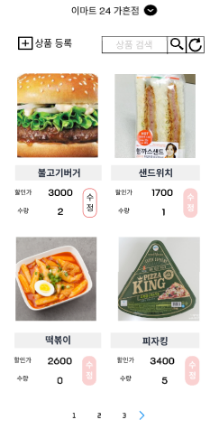 이마트 24 가흔점
상품 등록
상품 검색
불고기버거
할인가 3000
수량 2
수정
샌드위치
할인가 1700
수량 1
수정
떡볶이
할인가 2600
수량 0
수정
PIZZA
KING
피자킹
할인가 3400
수량 5
수정
1 2 3 >